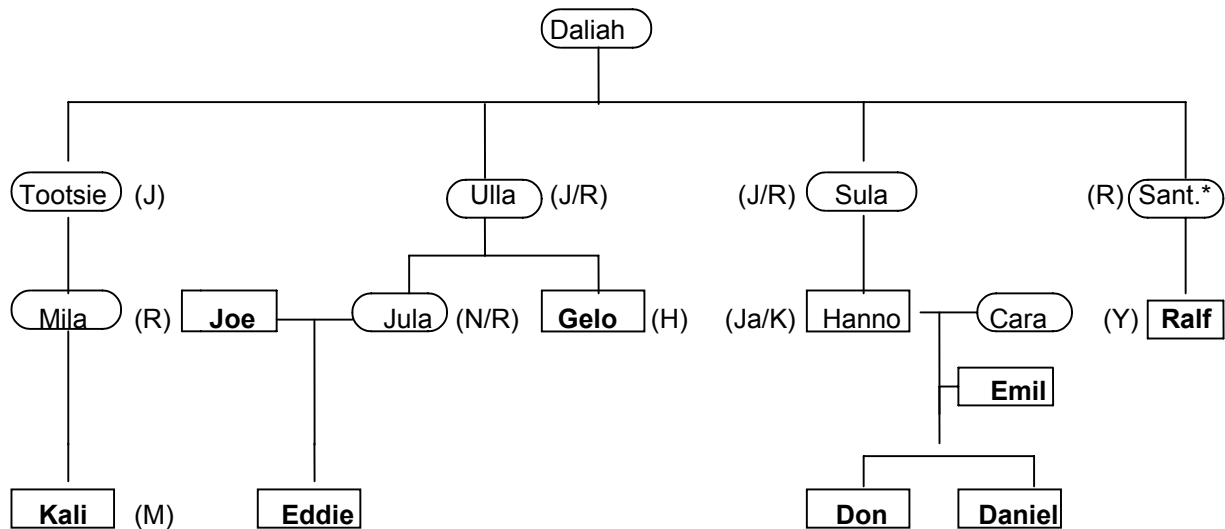 Daliah
Tootsie (J) Ulla (J/R) (J/R) Sula (R) Sant.*
Mila (R) Joe Jula (N/R) Gelo (H) (Ja/K) Hanno Cara (Y) Ralf
Emil
Kali (M) Eddie Don Daniel